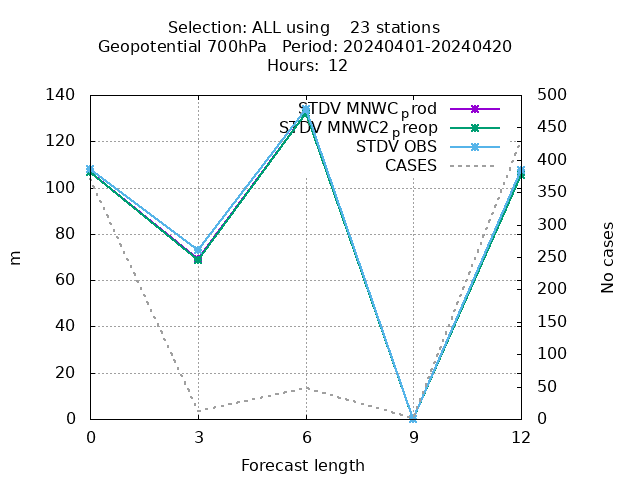 Selection: ALL using    23 stations
Geopotential 700hPa   Period: 20240401-20240420
Hours:  12
STDV MNWCprod
STDV MNWC2preop
STDV OBS
CASES
140
120
100
80
60
40
20
0
m
500
450
400
350
300
250
200
150
100
50
0
No cases
0 3 6 9 12
Forecast length